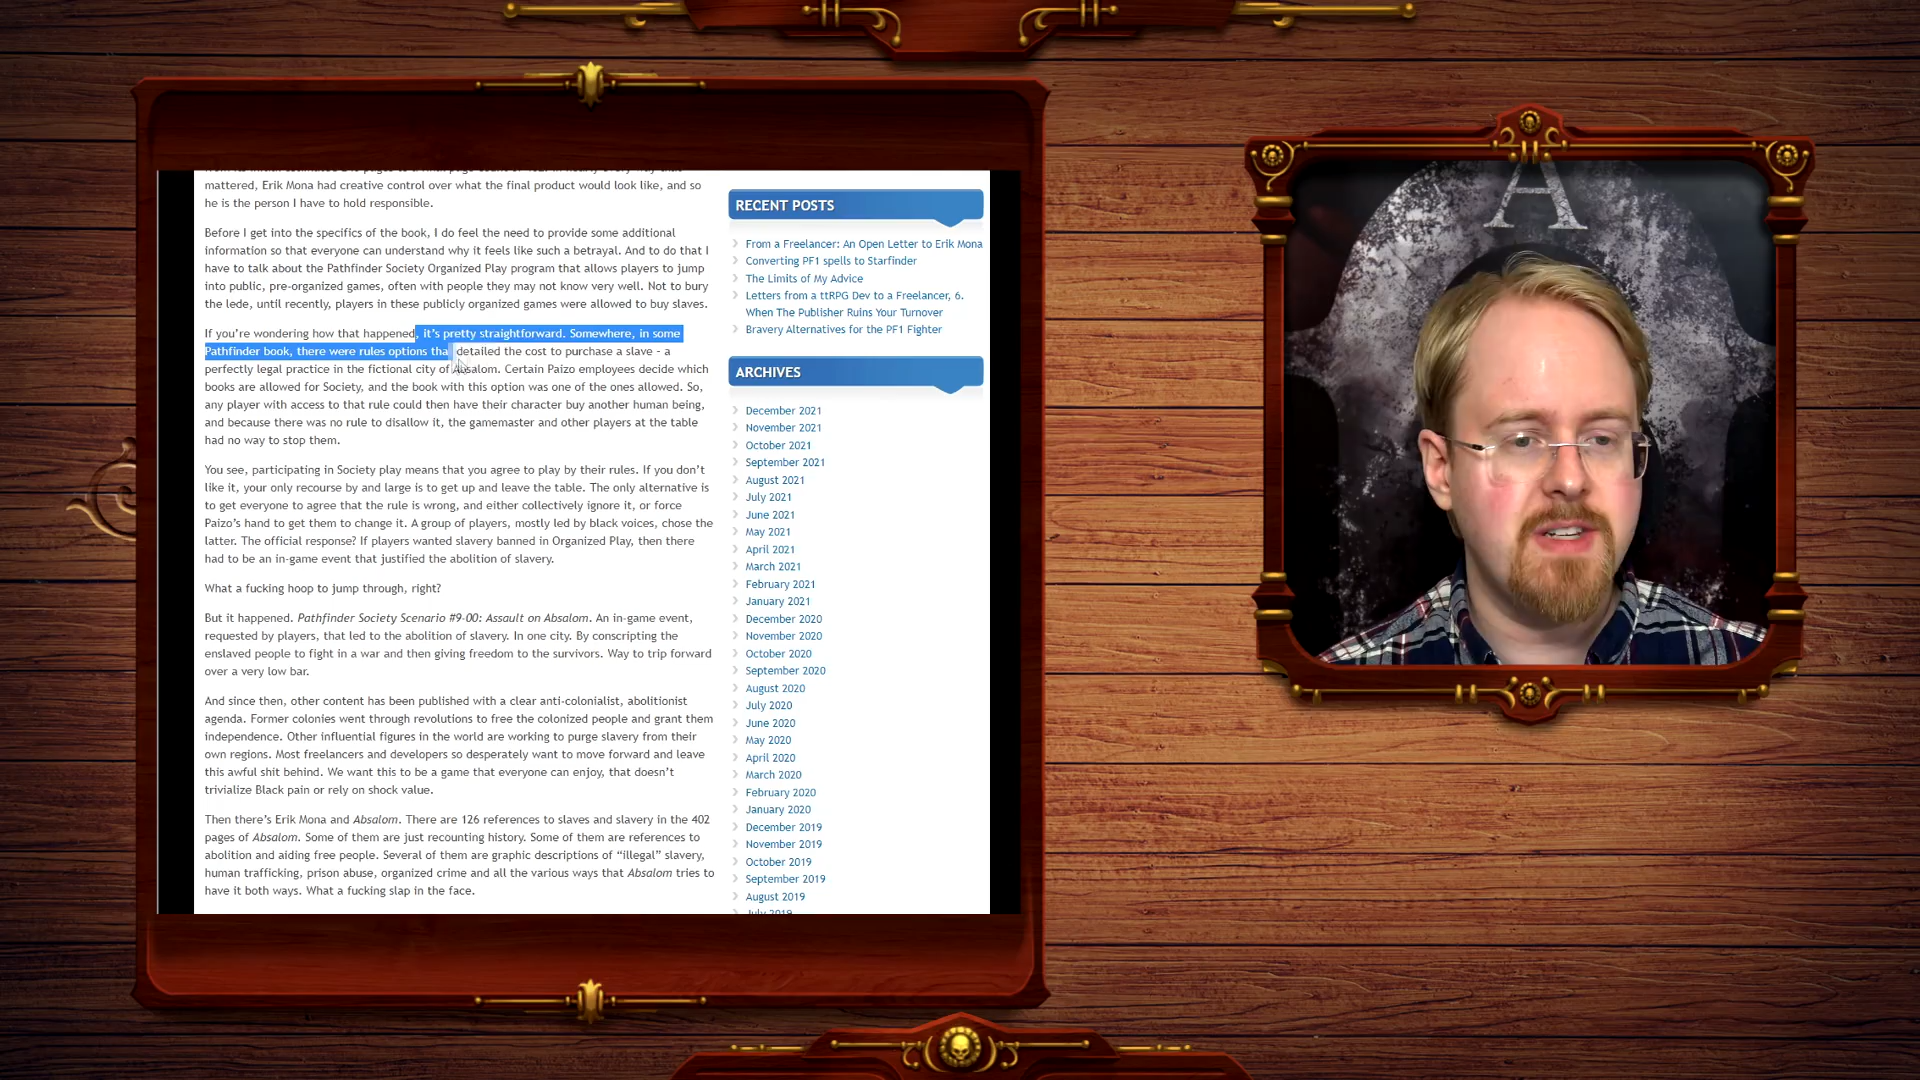 mattered, Erik Mona had creative control over what the final product would look like, and so
he is the person I have to hold responsible.
Before I get into the specifics of the book, I do feel the need to provide some additional
information so that everyone can understand why it feels like such a betrayal. And to do that I
have to talk about the Pathfinder Society Organized Play program that allows players to jump
into public, pre-organized games, often with people they may not know very well. Not to bury
the lede, until recently, players in these publicly organized games were allowed to buy slaves.
If you’re wondering how that happened, it’s pretty straightforward. Somewhere, in some
Pathfinder book, there were rules options that detailed the cost to purchase a slave - a
perfectly legal practice in the fictional city of Absalom. Certain Paizo employees decide which
books are allowed for Society, and the book with this option was one of the ones allowed. So,
any player with access to that rule could then have their character buy another human being,
and because there was no rule to disallow it, the gamemaster and other players at the table
had no way to stop them.
You see, participating in Society play means that you agree to play by their rules. If you don’t
like it, your only recourse by and large is to get up and leave the table. The only alternative is
to get everyone to agree that the rule is wrong, and either collectively ignore it, or force
Paizo’s hand to get them to change it. A group of players, mostly led by black voices, chose the
latter. The official response? If players wanted slavery banned in Organized Play, then there
had to be an in-game event that justified the abolition of slavery.
What a fucking hoop to jump through, right?
But it happened. Pathfinder Society Scenario #9-00: Assault on Absalom. An in-game event,
requested by players, that led to the abolition of slavery. In one city. By conscripting the
enslaved people to fight in a war and then giving freedom to the survivors. Way to trip forward
over a very low bar.
And since then, other content has been published with a clear anti-colonialist, abolitionist
agenda. Former colonies went through revolutions to free the colonized people and grant them
independence. Other influential figures in the world are working to purge slavery from their
own regions. Most freelancers and developers so desperately want to move forward and leave
this awful shit behind. We want this to be a game that everyone can enjoy, that doesn’t
trivialize Black pain or rely on shock value.
Then there’s Erik Mona and Absalom. There are 126 references to slaves and slavery in the 402
pages of Absalom. Some of them are just recounting history. Some of them are references to
abolition and aiding free people. Several of them are graphic descriptions of “illegal” slavery,
human trafficking, prison abuse, organized crime and all the various ways that Absalom tries to
have it both ways. What a fucking slap in the face.
RECENT POSTS
From a Freelancer: An Open Letter to Erik Mona
Converting PF1 spells to Starfinder
The Limits of My Advice
Letters from a ttRPG Dev to a Freelancer, 6.
When The Publisher Ruins Your Turnover
Bravery Alternatives for the PF1 Fighter
ARCHIVES
December 2021
November 2021
October 2021
September 2021
August 2021
July 2021
June 2021
May 2021
April 2021
March 2021
February 2021
January 2021
December 2020
November 2020
October 2020
September 2020
August 2020
July 2020
June 2020
May 2020
April 2020
March 2020
February 2020
January 2020
December 2019
November 2019
October 2019
September 2019
August 2019
July 2019
A